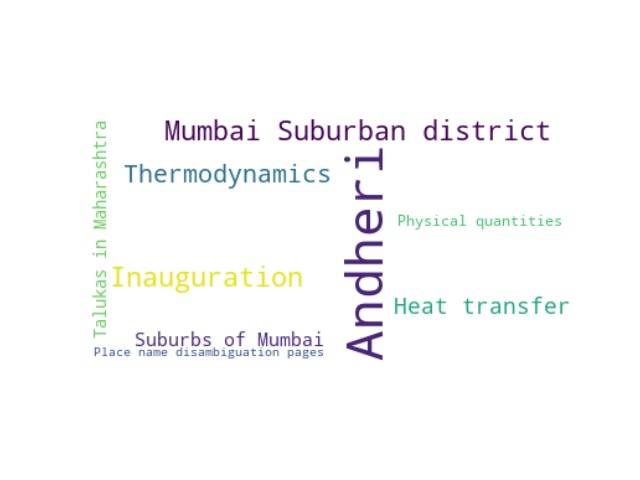 Mumbai Suburban district
Talukas in Maharashtra
Thermodynamics
Andheri
Physical quantities
Inauguration
Heat transfer
Suburbs of Mumbai
Place name disambiguation pages